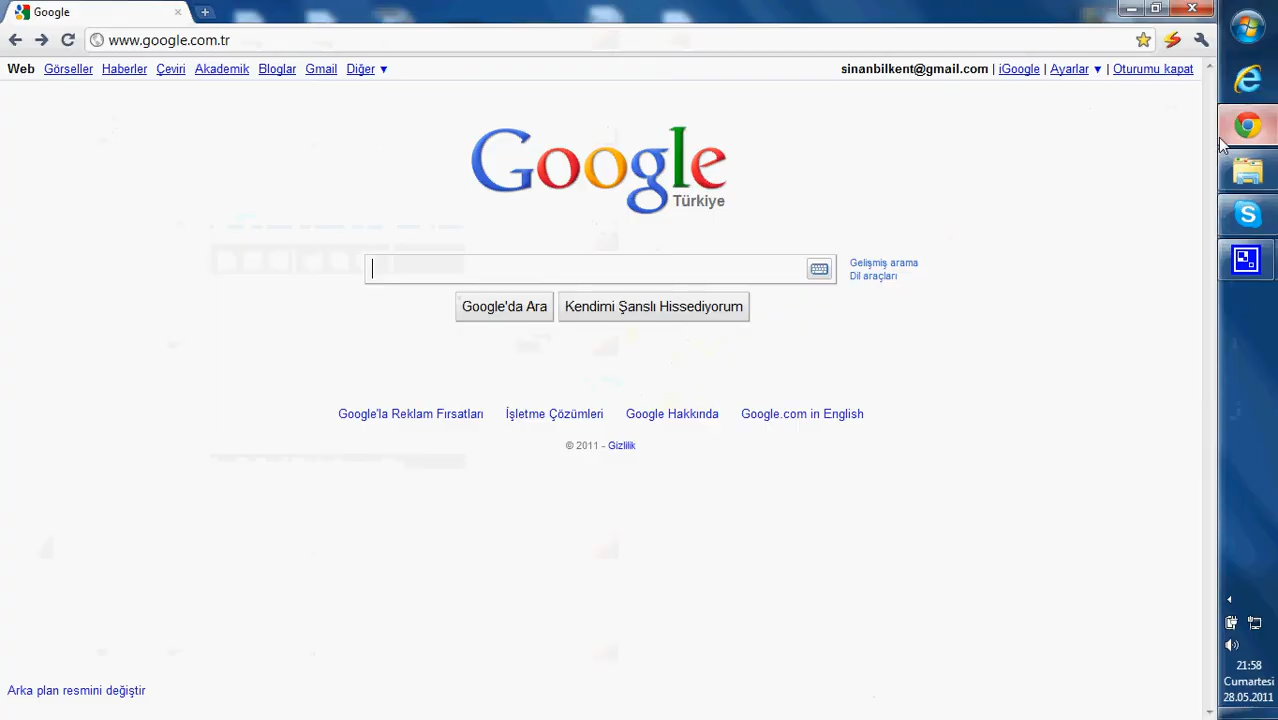 Google
www.google.com.tr
Web Görseller Haberler Çeviri Akademik Bloglar Gmail Diğer ▼
sinanbilkent@gmail.com | iGoogle | Ayarlar ▼ | Oturumu kapat
Google
Türkiye
Gelişmiş arama
Dil araçları
Google'da Ara
Kendimi Şanslı Hissediyorum
Google'la Reklam Fırsatları
İşletme Çözümleri
Google Hakkında
Google.com in English
© 2011 - Gizlilik
Arka plan resmini değiştir
21:58
Cumartesi
28.05.2011